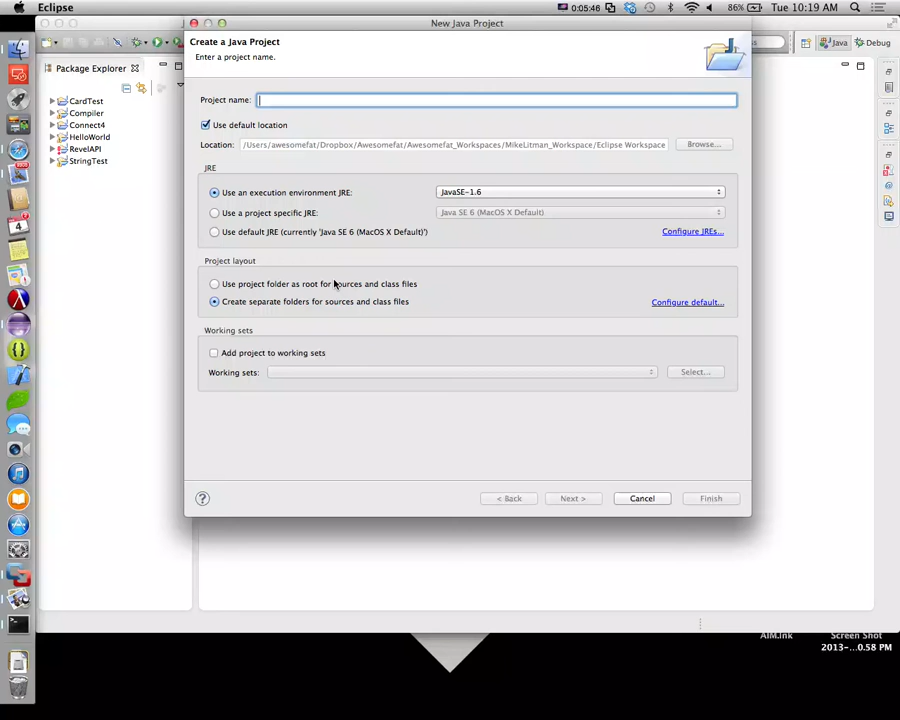 Eclipse
0:05:46
86%
Tue 10:19 AM
New Java Project
Java
Debug
Create a Java Project
Enter a project name.
Package Explorer
CardTest
Compiler
Connect4
HelloWorld
RevelAPI
StringTest
Project name:
Use default location
Location:
/Users/awesomefat/Dropbox/Awesomefat/Awesomefat_Workspaces/MikeLitman_Workspace/Eclipse Workspace
Browse...
JRE
Use an execution environment JRE:
JavaSE-1.6
Use a project specific JRE:
Java SE 6 (MacOS X Default)
Use default JRE (currently 'Java SE 6 (MacOS X Default)')
Configure JREs...
Project layout
Use project folder as root for sources and class files
Create separate folders for sources and class files
Configure default...
Working sets
Add project to working sets
Working sets:
Select...
?
< Back
Next >
Cancel
Finish
AIM.ink
Screen Shot
2013-...0.58 PM